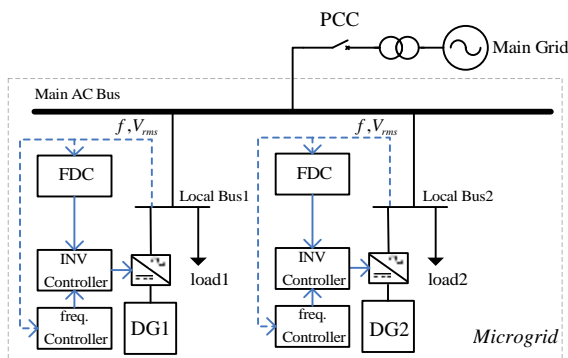 PCC
Main Grid
Main AC Bus
f,Vrms
f,Vrms
FDC
FDC
Local Bus1
Local Bus2
INV
Controller
INV
Controller
load1
load2
freq.
Controller
DG1
freq.
Controller
DG2
Microgrid